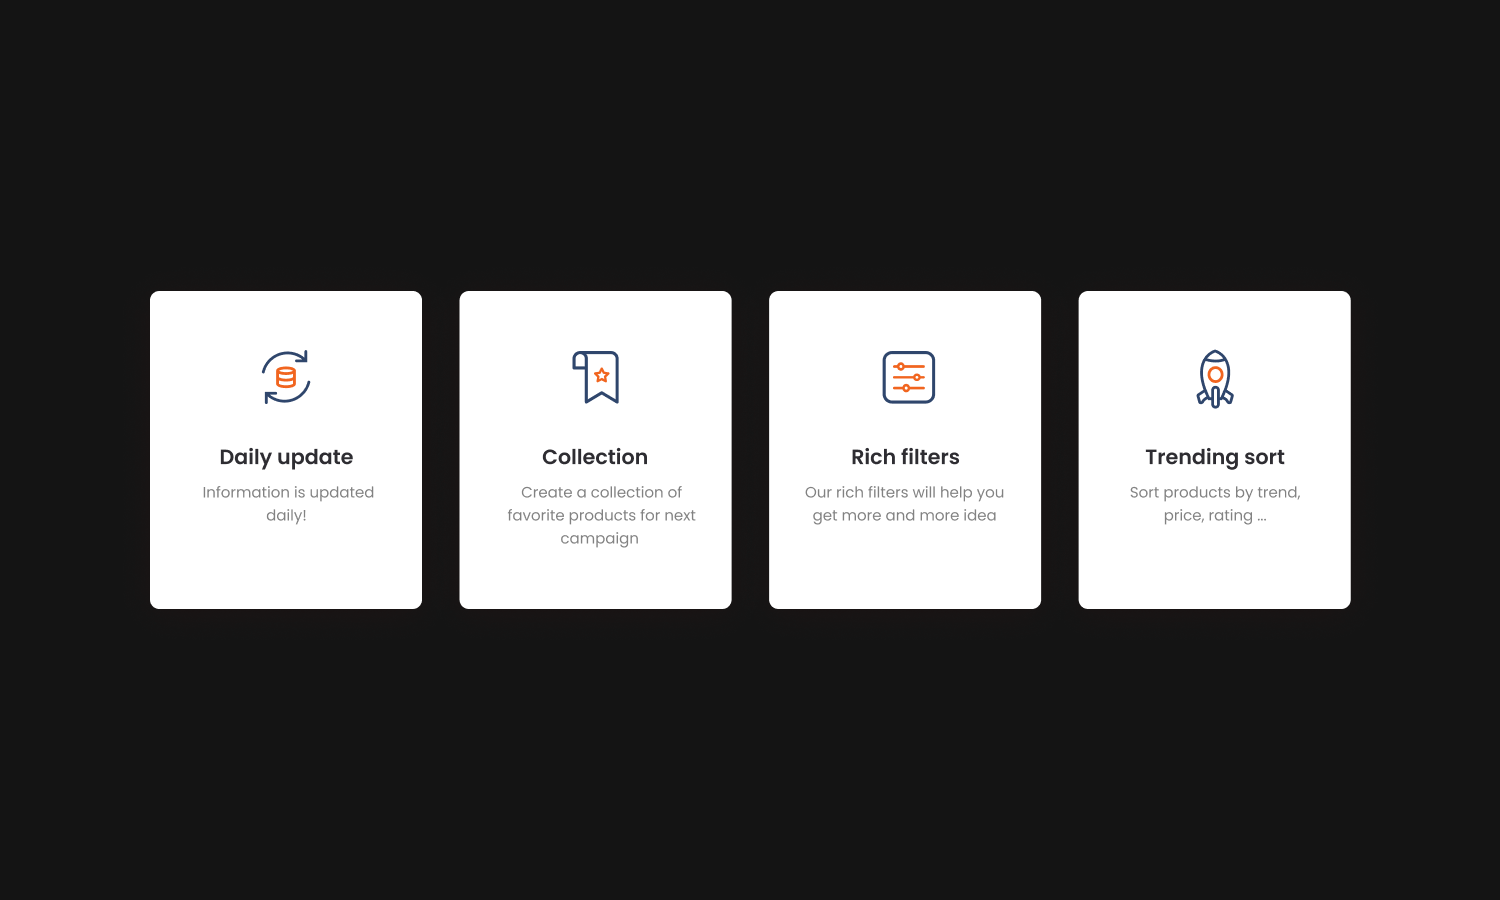 Daily update
Information is updated
daily!
Collection
Create a collection of
favorite products for next
campaign
Rich filters
Our rich filters will help you
get more and more idea
Trending sort
Sort products by trend,
price, rating ...